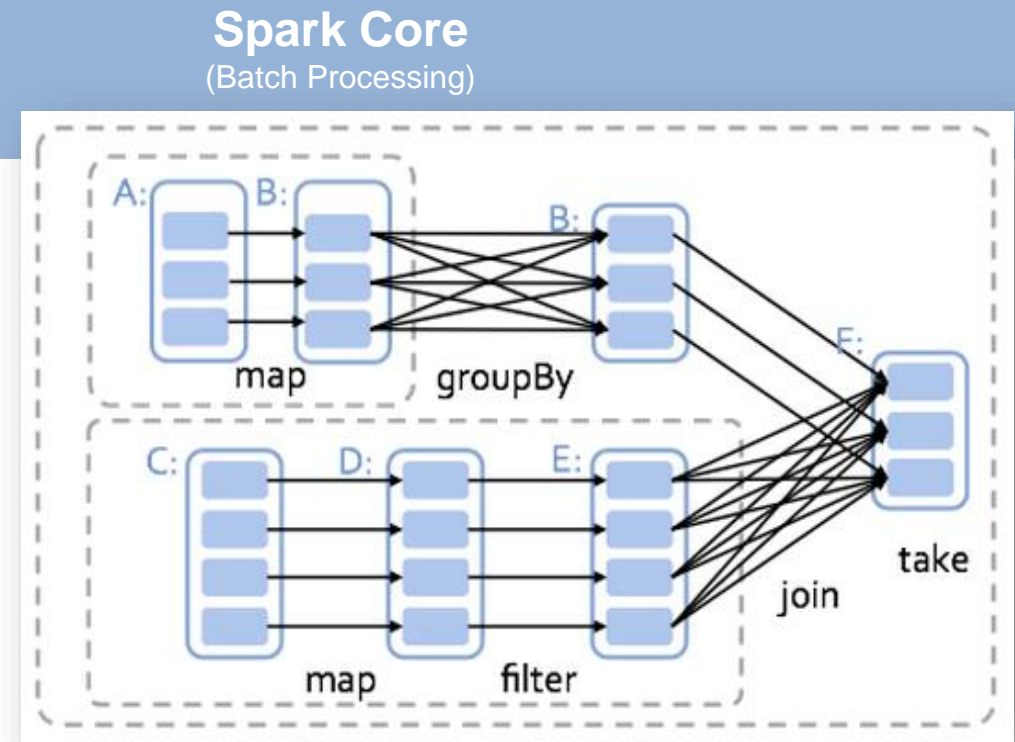 Spark Core
(Batch Processing)
A:
B:
B:
map
groupBy
F:
C:
D:
E:
take
join
map
filter